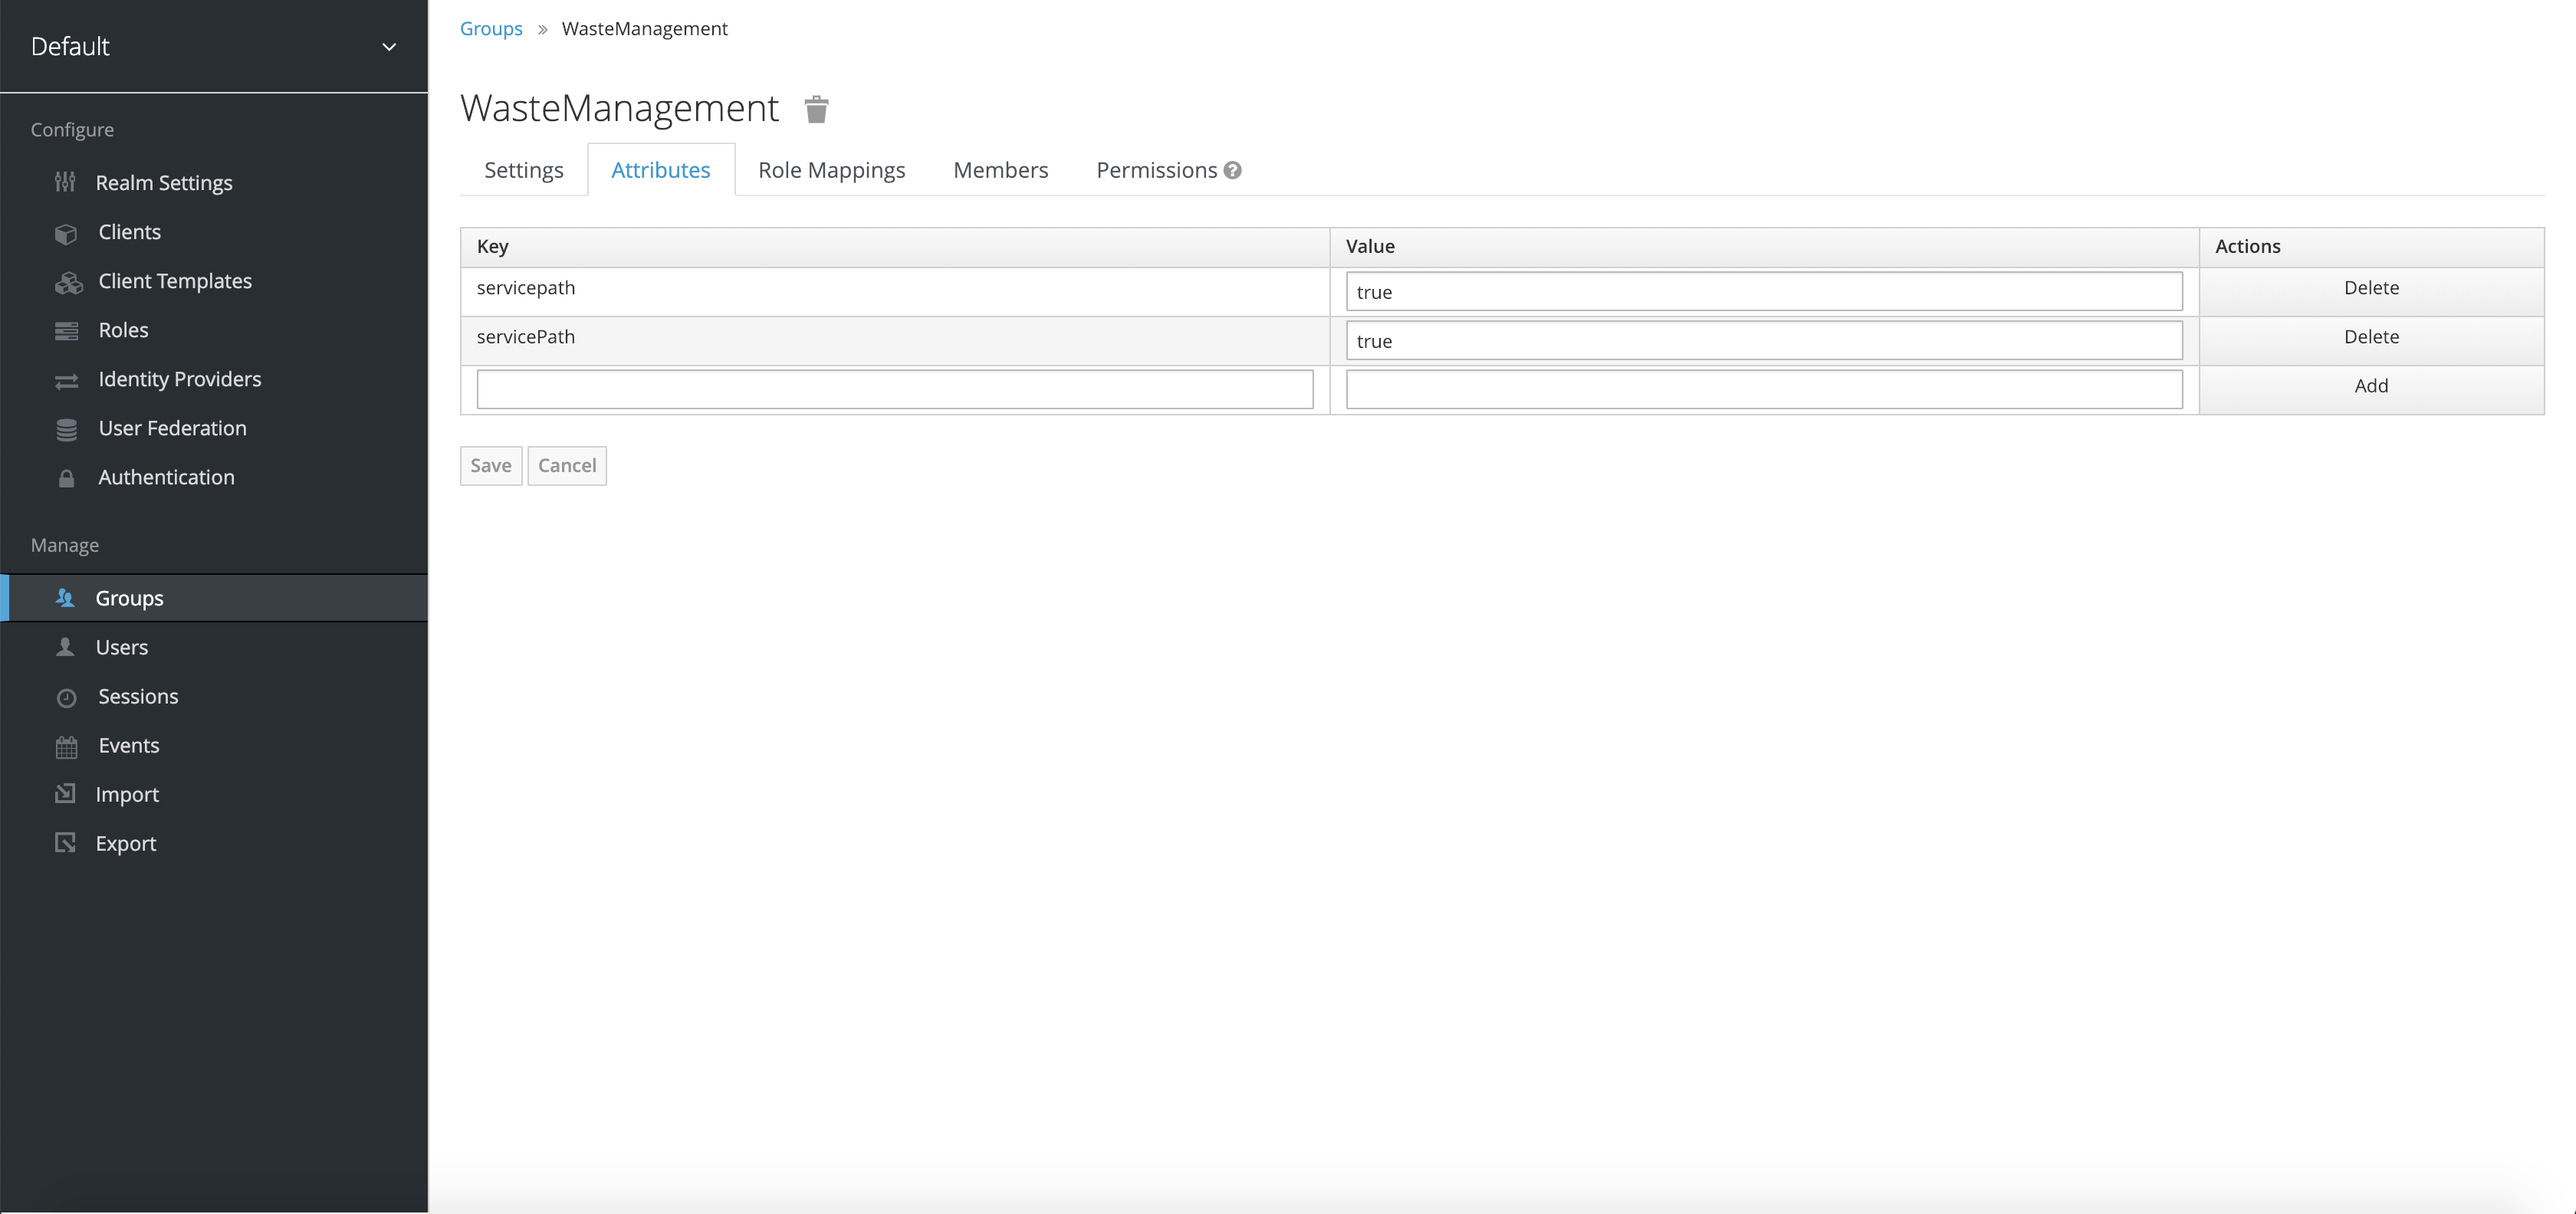 Default
Configure
Realm Settings
Clients
Client Templates
Roles
Identity Providers
User Federation
Authentication
Manage
Groups
Users
Sessions
Events
Import
Export
Groups » WasteManagement
WasteManagement
Settings Attributes Role Mappings Members Permissions ?
Key Value Actions
servicepath true Delete
servicePath true Delete
Add
Save Cancel